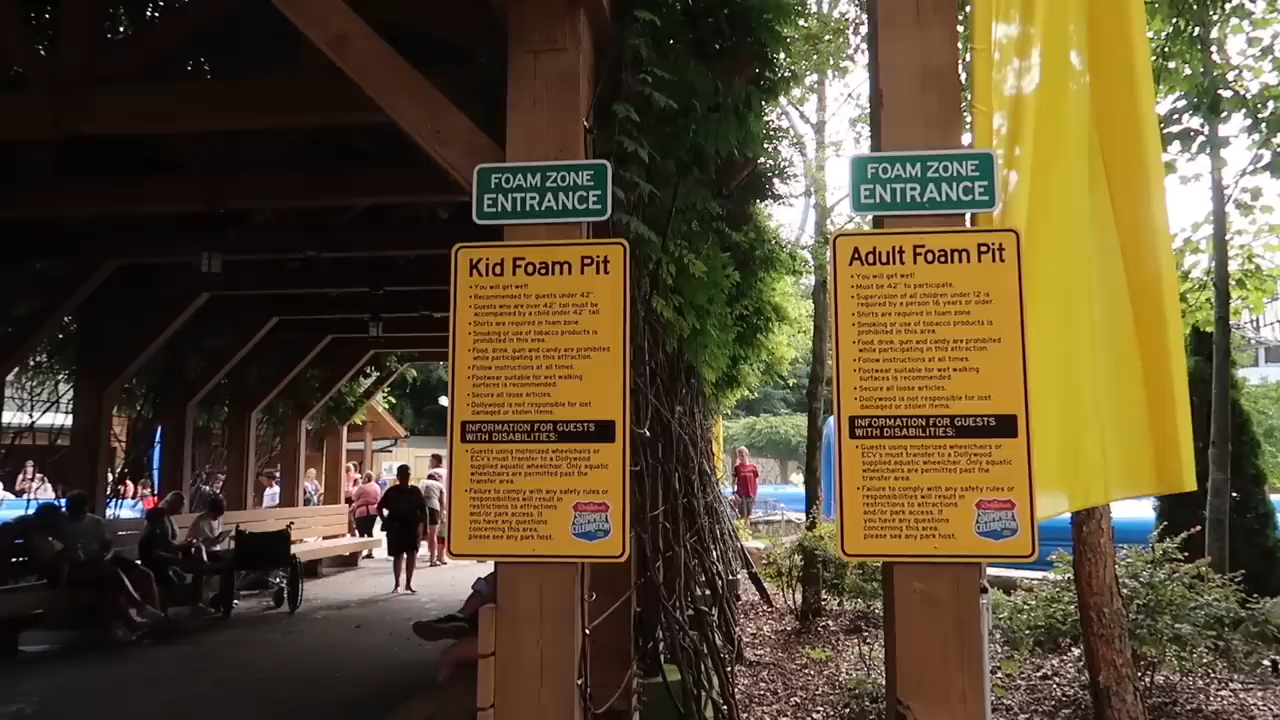 FOAM ZONE
ENTRANCE
Kid Foam Pit
• You will get wet!
• Recommended for guests under 42".
• Guests who are over 42" tall must be
accompanied by a child under 42" tall.
• Shirts are required in foam zone.
• Smoking or use of tobacco products is
prohibited in this area.
• Food, drink, gum and candy are prohibited
while participating in this attraction.
• Follow instructions at all times.
• Footwear suitable for wet walking
surfaces is recommended.
• Secure all loose articles.
• Dollywood is not responsible for lost,
damaged or stolen items.
INFORMATION FOR GUESTS
WITH DISABILITIES:
• Guests using motorized wheelchairs or
ECV's must transfer to a Dollywood
supplied aquatic wheelchair. Only aquatic
wheelchairs are permitted past the
transfer area.
• Failure to comply with any safety rules or
responsibilities will result in
restrictions to attractions
and/or park access. If
you have any questions
concerning this area,
please see any park host.
Dollywood's
SUMMER
CELEBRATION
FOAM ZONE
ENTRANCE
Adult Foam Pit
• You will get wet!
• Must be 42" to participate.
• Supervision of all children under 12 is
required by a person 16 years or older.
• Shirts are required in foam zone.
• Smoking or use of tobacco products is
prohibited in this area.
• Food, drink, gum and candy are prohibited
while participating in this attraction.
• Follow instructions at all times.
• Footwear suitable for wet walking
surfaces is recommended.
• Secure all loose articles.
• Dollywood is not responsible for lost,
damaged or stolen items.
INFORMATION FOR GUESTS
WITH DISABILITIES:
• Guests using motorized wheelchairs or
ECV's must transfer to a Dollywood
supplied aquatic wheelchair. Only aquatic
wheelchairs are permitted past the
transfer area.
• Failure to comply with any safety rules or
responsibilities will result in
restrictions to attractions
and/or park access. If
you have any questions
concerning this area,
please see any park host.
Dollywood's
SUMMER
CELEBRATION